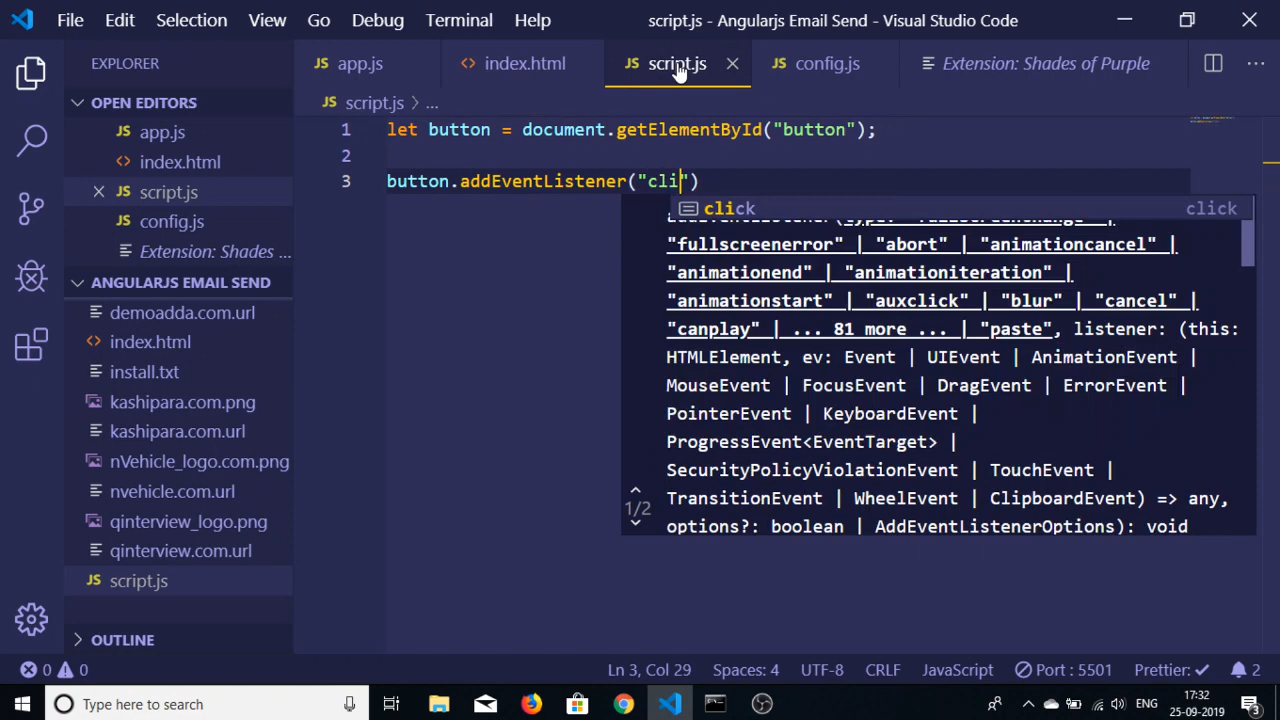 File Edit Selection View Go Debug Terminal Help script.js - Angularjs Email Send - Visual Studio Code
EXPLORER
JS app.js <> index.html JS script.js JS config.js Extension: Shades of Purple ...
OPEN EDITORS
JS app.js
<> index.html
JS script.js
JS config.js
Extension: Shades ...
ANGULARJS EMAIL SEND
demoadda.com.url
<> index.html
install.txt
kashipara.com.png
kashipara.com.url
nVehicle_logo.com.png
nvehicle.com.url
qinterview_logo.png
qinterview.com.url
JS script.js
OUTLINE
JS script.js > ...
1 let button = document.getElementById("button");
2
3 button.addEventListener("cli")
click click
"fullscreenerror" | "abort" | "animationcancel" |
"animationend" | "animationiteration" |
"animationstart" | "auxclick" | "blur" | "cancel" |
"canplay" | ... 81 more ... | "paste", listener: (this:
HTMLElement, ev: Event | UIEvent | AnimationEvent |
MouseEvent | FocusEvent | DragEvent | ErrorEvent |
PointerEvent | KeyboardEvent |
ProgressEvent<EventTarget> |
SecurityPolicyViolationEvent | TouchEvent |
TransitionEvent | WheelEvent | ClipboardEvent) => any,
1/2
options?: boolean | AddEventListenerOptions): void
0 0 Ln 3, Col 29 Spaces: 4 UTF-8 CRLF JavaScript Port : 5501 Prettier: ✓ 2
Type here to search
ENG
17:32
25-09-2019
3